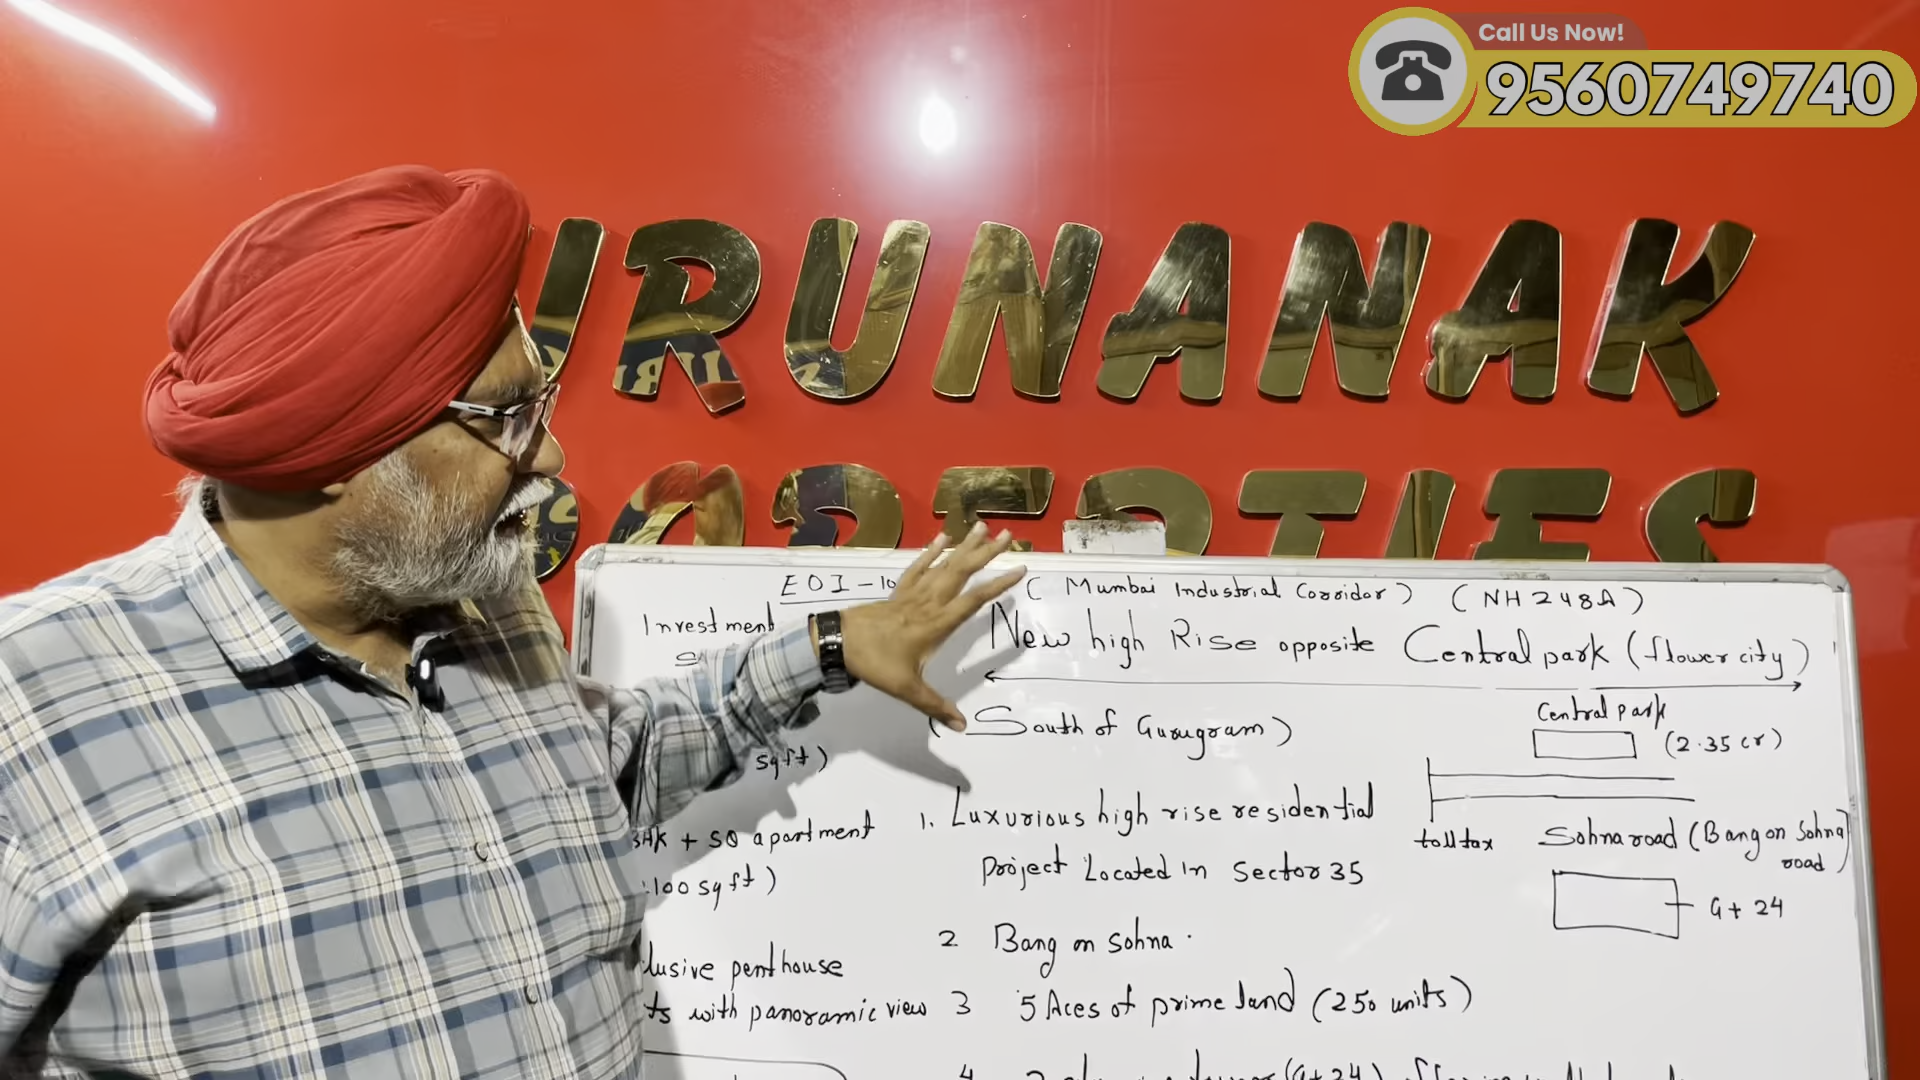 Call Us Now!
9560749740
URUNANAK
EOI - 10
( Mumbai Industrial Corridor ) ( NH 248A )
Investment
New high Rise opposite Central park ( flower city )
( South of Gurugram )
sqft )
Central park
( 2.35 cr )
1. Luxurious high rise residential
project Located in Sector 35
toll tax
Sohna road ( Bang on Sohna
road )
+ SQ apartment
100 sqft )
G + 24
2 Bang on Sohna .
lusive penthouse
ts with panoramic view
3 5 Aces of prime land ( 250 units )
4